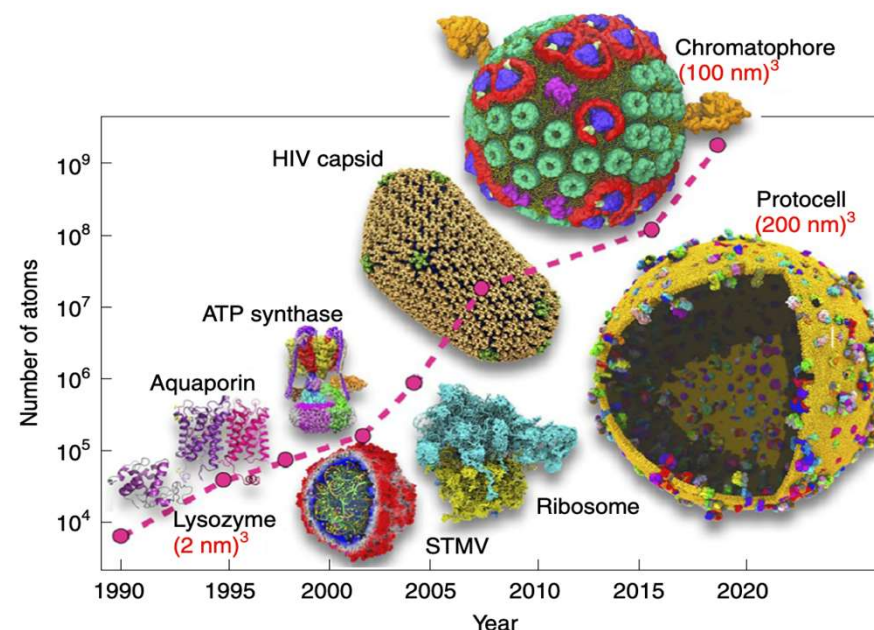 Chromatophore
(100 nm)³
HIV capsid
Protocell
(200 nm)³
ATP synthase
Aquaporin
Lysozyme
(2 nm)³
Ribosome
STMV
Number of atoms
10⁹
10⁸
10⁷
10⁶
10⁵
10⁴
1990 1995 2000 2005 2010 2015 2020
Year